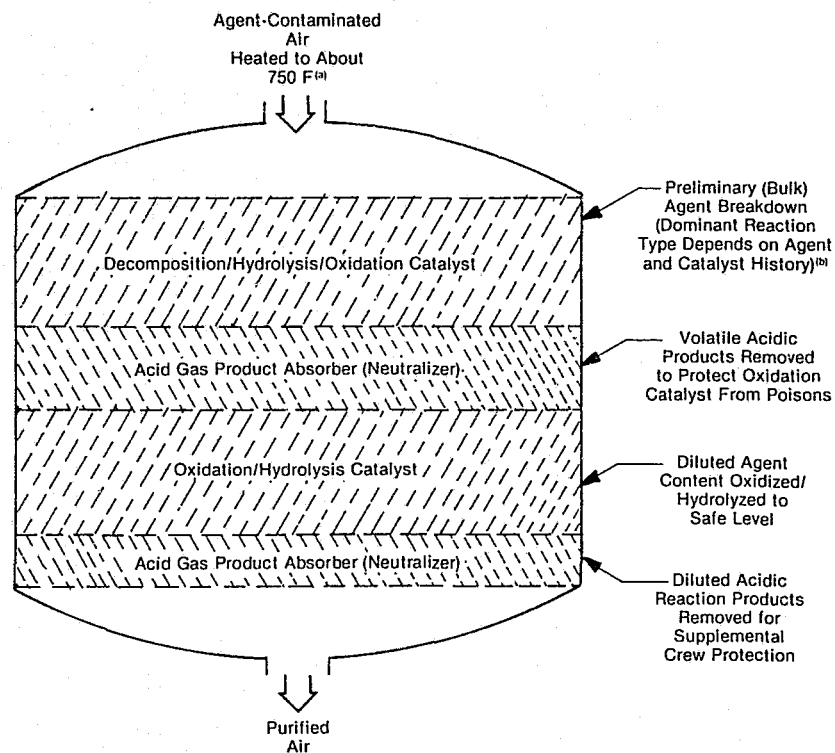 Agent-Contaminated
Air
Heated to About
750 F(a)
Preliminary (Bulk)
Agent Breakdown
(Dominant Reaction
Type Depends on Agent
and Catalyst History)(b)
Decomposition/Hydrolysis/Oxidation Catalyst
Volatile Acidic
Products Removed
to Protect Oxidation
Catalyst From Poisons
Acid Gas Product Absorber (Neutralizer)
Oxidation/Hydrolysis Catalyst
Diluted Agent
Content Oxidized/
Hydrolyzed to
Safe Level
Acid Gas Product Absorber (Neutralizer)
Diluted Acidic
Reaction Products
Removed for
Supplemental
Crew Protection
Purified
Air